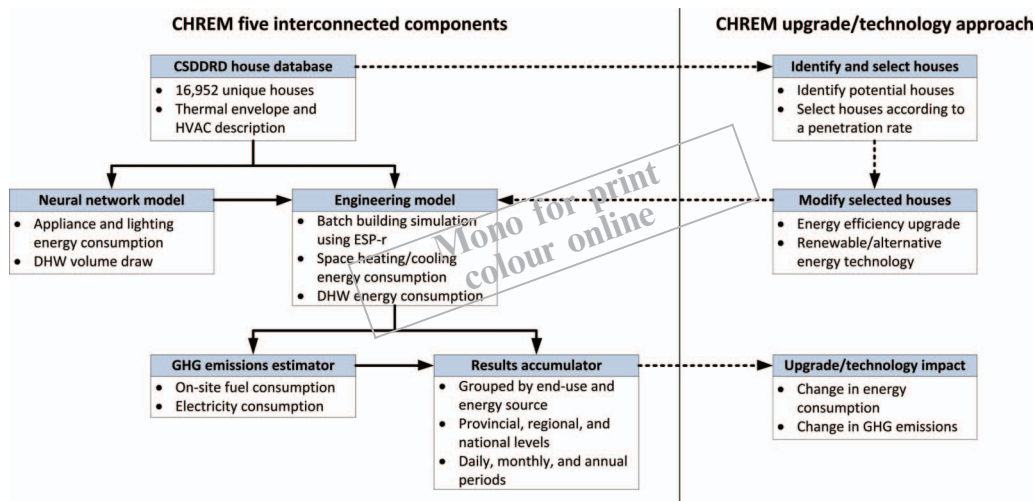 CHREM five interconnected components
CHREM upgrade/technology approach
CSDDRD house database
• 16,952 unique houses
• Thermal envelope and
HVAC description
Identify and select houses
• Identify potential houses
• Select houses according to
a penetration rate
Neural network model
• Appliance and lighting
energy consumption
• DHW volume draw
Engineering model
• Batch building simulation
using ESP-r
• Space heating/cooling
energy consumption
• DHW energy consumption
Modify selected houses
• Energy efficiency upgrade
• Renewable/alternative
energy technology
Mono for print
colour online
GHG emissions estimator
• On-site fuel consumption
• Electricity consumption
Results accumulator
• Grouped by end-use and
energy source
• Provincial, regional, and
national levels
• Daily, monthly, and annual
periods
Upgrade/technology impact
• Change in energy
consumption
• Change in GHG emissions